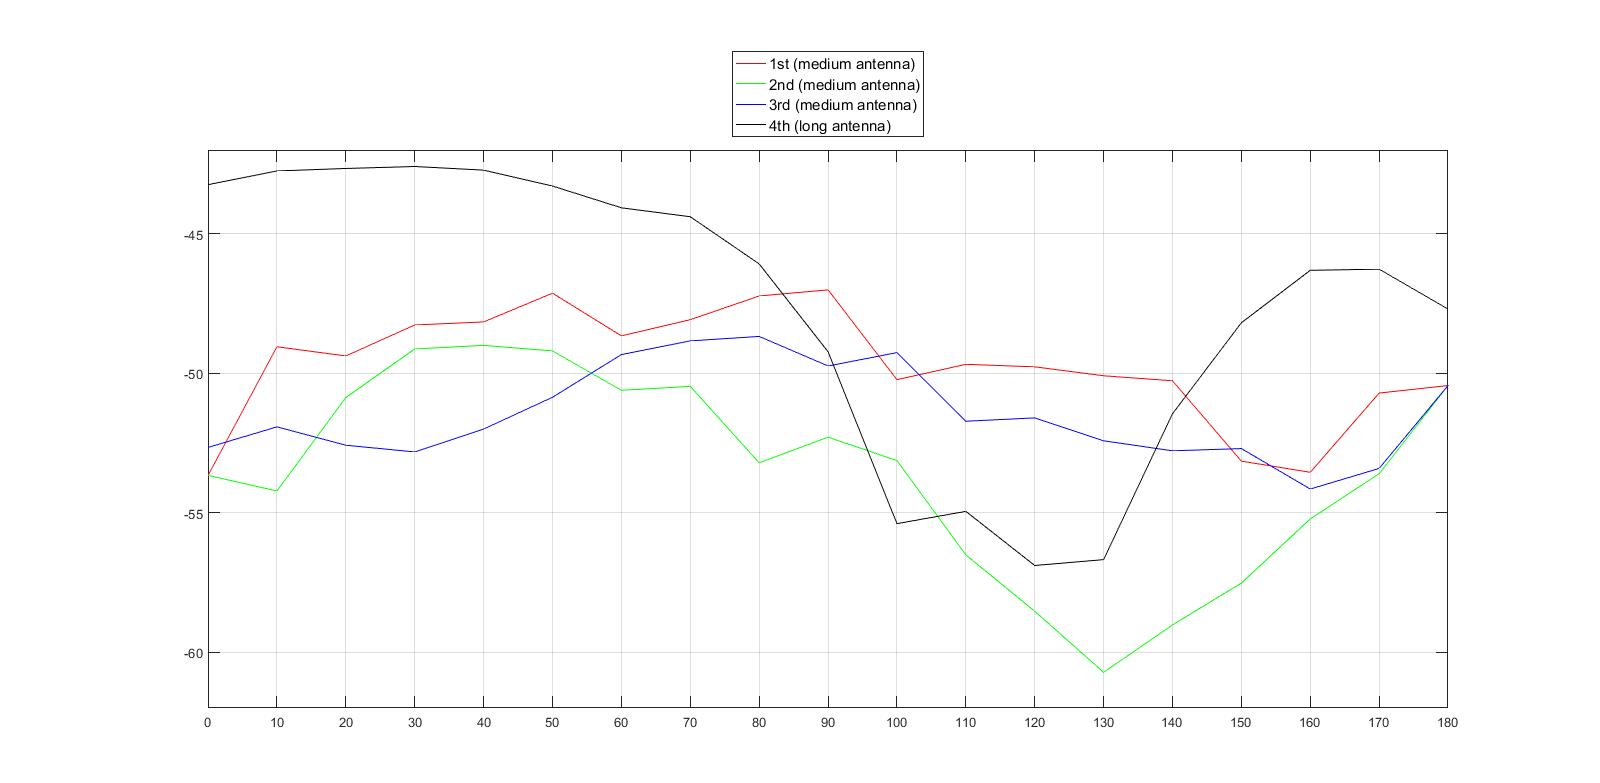 1st (medium antenna)
2nd (medium antenna)
3rd (medium antenna)
4th (long antenna)
-45
-50
-55
-60
0 10 20 30 40 50 60 70 80 90 100 110 120 130 140 150 160 170 180